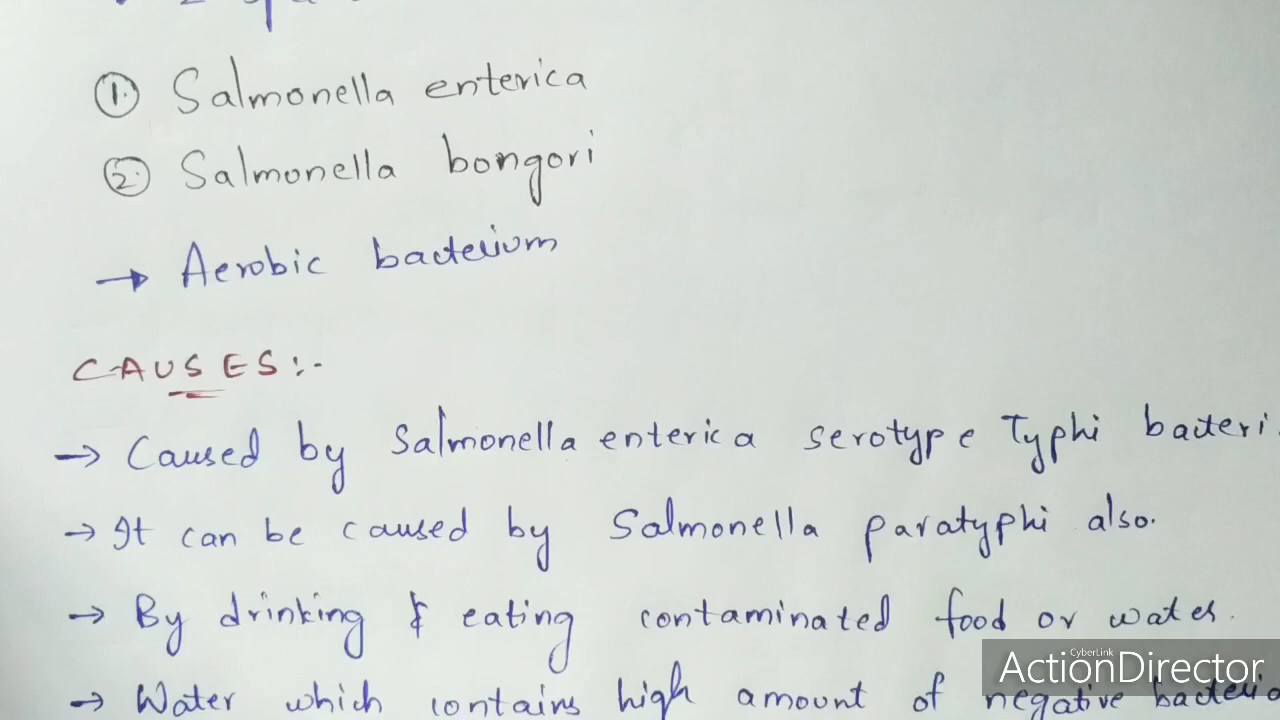 ① Salmonella enterica
② Salmonella bongori
→ Aerobic bacterium
CAUSES:-
→ Caused by Salmonella enterica serotype Typhi bacteri
→ It can be caused by Salmonella paratyphi also.
→ By drinking & eating contaminated food or water.
CyberLink
ActionDirector
→ Water which contains high amount of negative bacteria